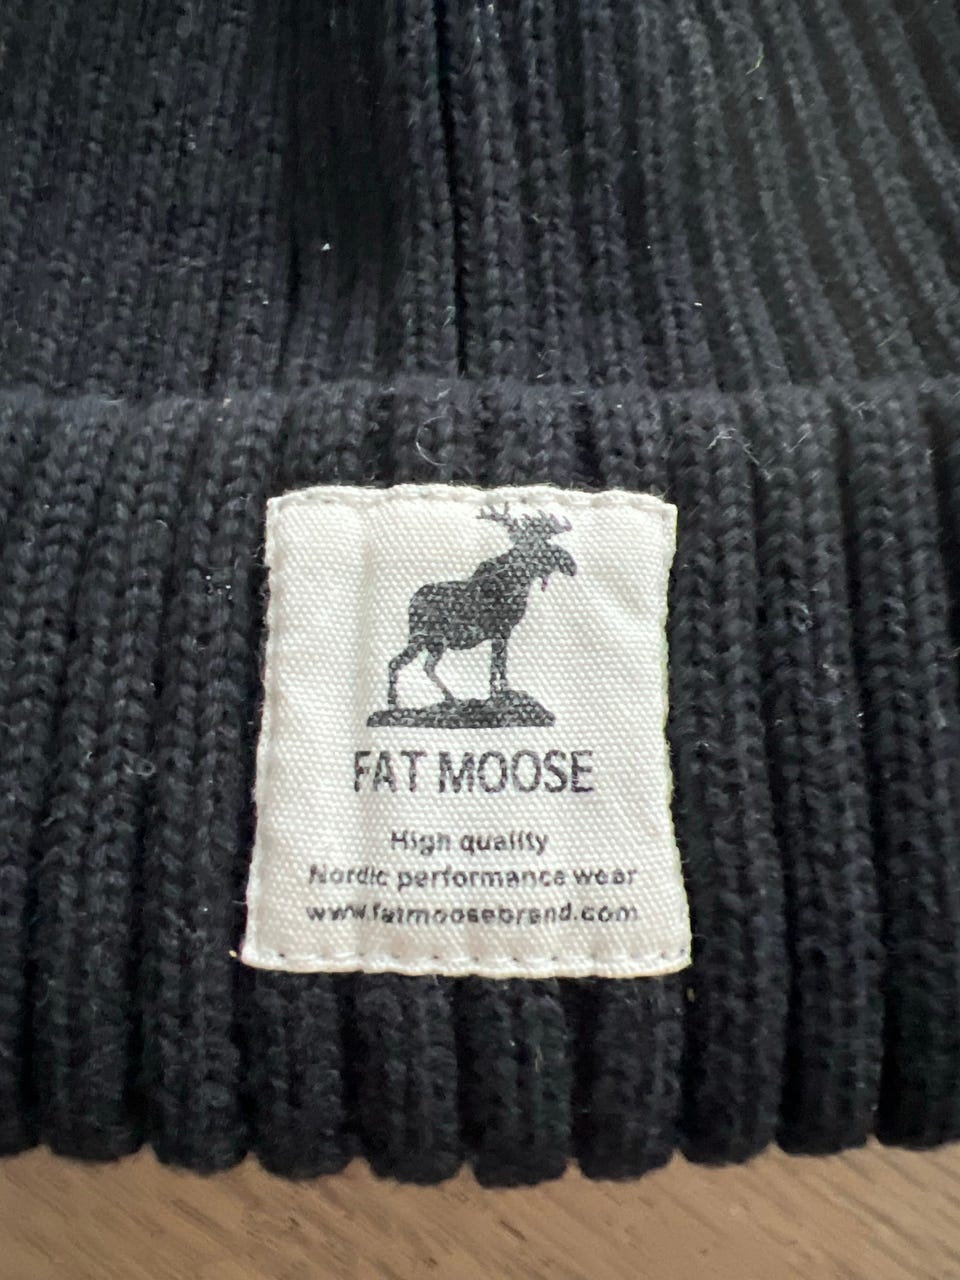 FAT MOOSE
High quality
Nordic performance wear
www.fatmoosebrand.com